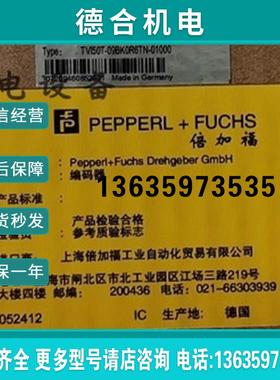 德合机电
Type: TVI50T-09BK0R6TN-01000
Made in Germany
电设备
信经营
PEPPERL + FUCHS
倍加福
Pepperl+Fuchs Drehgeber GmbH
后保障
编码器
13635973535
产品标准:
货秒发
产品检验合格
参考质量标志
上海倍加福工业自动化贸易有限公司
海市闸北区市北工业园区江场三路219号
保一年
大楼四楼
200436
电话: 021-66303939
052412
IC
生产地:
德国
议价齐全 更多型号请店咨询 电话:1363597